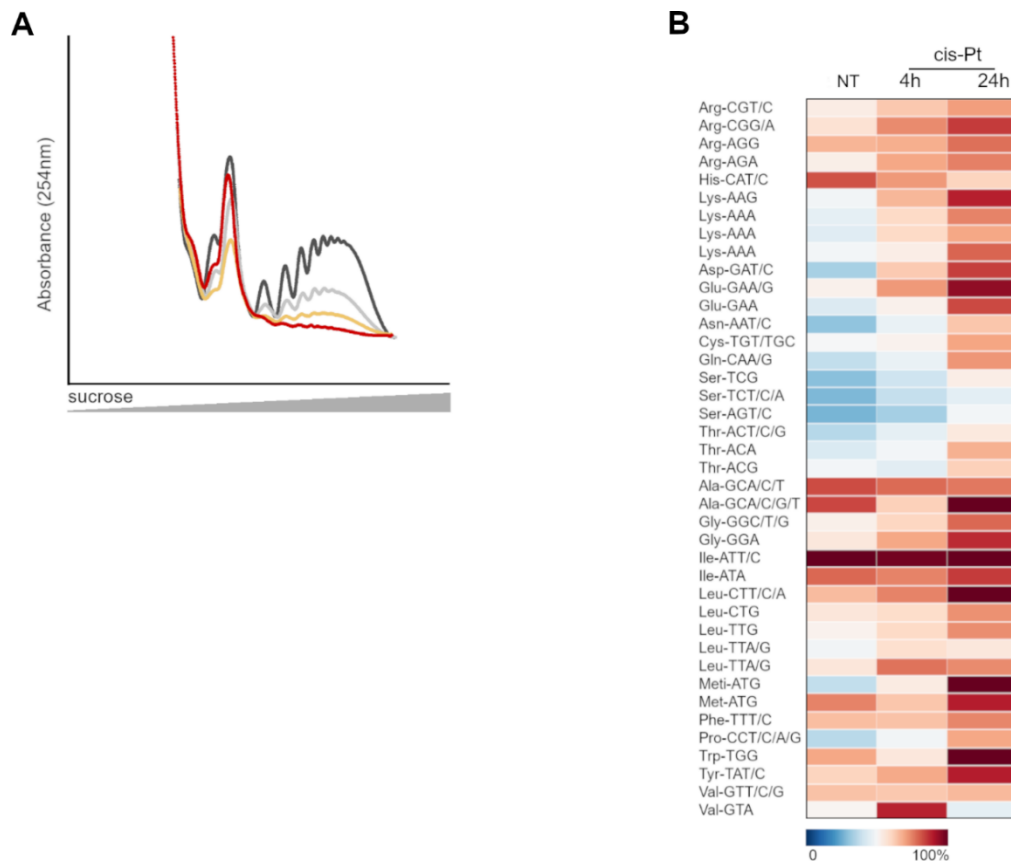 A
Absorbance (254nm)
sucrose
B
cis-Pt
NT 4h 24h
Arg-CGT/C
Arg-CGG/A
Arg-AGG
Arg-AGA
His-CAT/C
Lys-AAG
Lys-AAA
Lys-AAA
Lys-AAA
Asp-GAT/C
Glu-GAA/G
Glu-GAA
Asn-AAT/C
Cys-TGT/TGC
Gln-CAA/G
Ser-TCG
Ser-TCT/C/A
Ser-AGT/C
Thr-ACT/C/G
Thr-ACA
Thr-ACG
Ala-GCA/C/T
Ala-GCA/C/G/T
Gly-GGC/T/G
Gly-GGA
Ile-ATT/C
Ile-ATA
Leu-CTT/C/A
Leu-CTG
Leu-TTG
Leu-TTA/G
Leu-TTA/G
Meti-ATG
Met-ATG
Phe-TTT/C
Pro-CCT/C/A/G
Trp-TGG
Tyr-TAT/C
Val-GTT/C/G
Val-GTA
0 100%